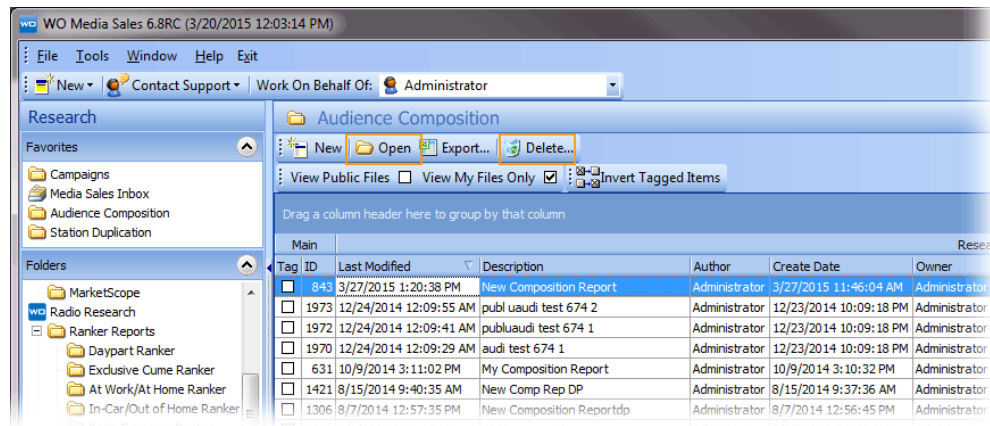 WO WO Media Sales 6.8RC (3/20/2015 12:03:14 PM)
File Tools Window Help Exit
New Contact Support Work On Behalf Of: Administrator
Research
Favorites
Campaigns
Media Sales Inbox
Audience Composition
Station Duplication
Folders
MarketScope
WO Radio Research
Ranker Reports
Daypart Ranker
Exclusive Cume Ranker
At Work/At Home Ranker
In-Car/Out of Home Ranker
Audience Composition
New Open Export... Delete...
View Public Files View My Files Only Invert Tagged Items
Drag a column header here to group by that column
Main Resea
Tag ID Last Modified Description Author Create Date Owner
843 3/27/2015 1:20:38 PM New Composition Report Administrator 3/27/2015 11:46:04 AM Administrator
1973 12/24/2014 12:09:55 AM publ uaudi test 674 2 Administrator 12/23/2014 10:09:18 PM Administrator
1972 12/24/2014 12:09:41 AM publuaudi test 674 1 Administrator 12/23/2014 10:09:18 PM Administrator
1970 12/24/2014 12:09:29 AM audi test 674 1 Administrator 12/23/2014 10:09:18 PM Administrator
631 10/9/2014 3:11:02 PM My Composition Report Administrator 10/9/2014 3:10:32 PM Administrator
1421 8/15/2014 9:40:35 AM New Comp Rep DP Administrator 8/15/2014 9:37:36 AM Administrator
1306 8/7/2014 12:57:35 PM New Composition Reportdp Administrator 8/7/2014 12:56:45 PM Administrator